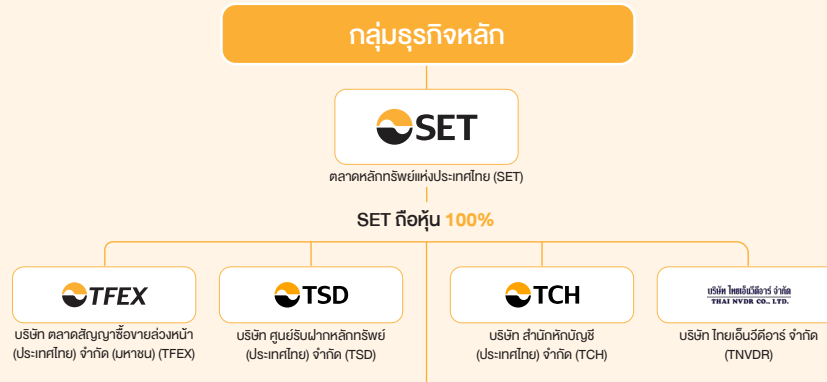 กลุ่มธุรกิจหลัก
SET
ตลาดหลักทรัพย์แห่งประเทศไทย (SET)
SET ถือหุ้น 100%
TFEX
บริษัท ตลาดสัญญาซื้อขายล่วงหน้า
(ประเทศไทย) จำกัด (มหาชน) (TFEX)
TSD
บริษัท ศูนย์รับฝากหลักทรัพย์
(ประเทศไทย) จำกัด (TSD)
TCH
บริษัท สำนักหักบัญชี
(ประเทศไทย) จำกัด (TCH)
บริษัท ไทยเอ็นวีดีอาร์ จำกัด
THAI NVDR CO., LTD.
บริษัท ไทยเอ็นวีดีอาร์ จำกัด
(TNVDR)